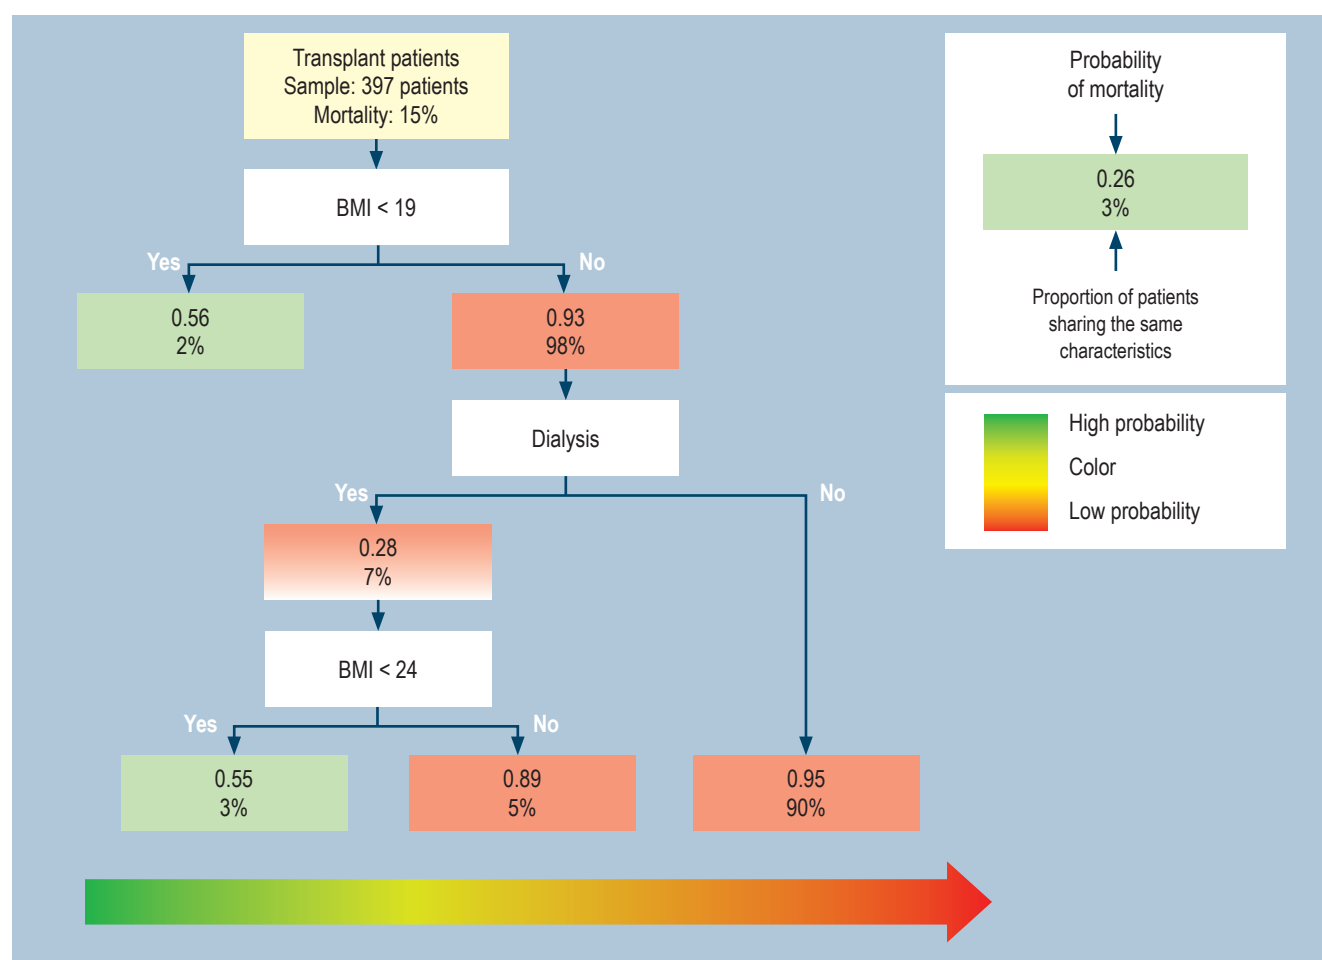 Transplant patients
Sample: 397 patients
Mortality: 15%
BMI < 19
Yes
No
0.56
2%
0.93
98%
Dialysis
Yes
No
0.28
7%
BMI < 24
Yes
No
0.55
3%
0.89
5%
0.95
90%
Probability
of mortality
0.26
3%
Proportion of patients
sharing the same
characteristics
High probability
Color
Low probability